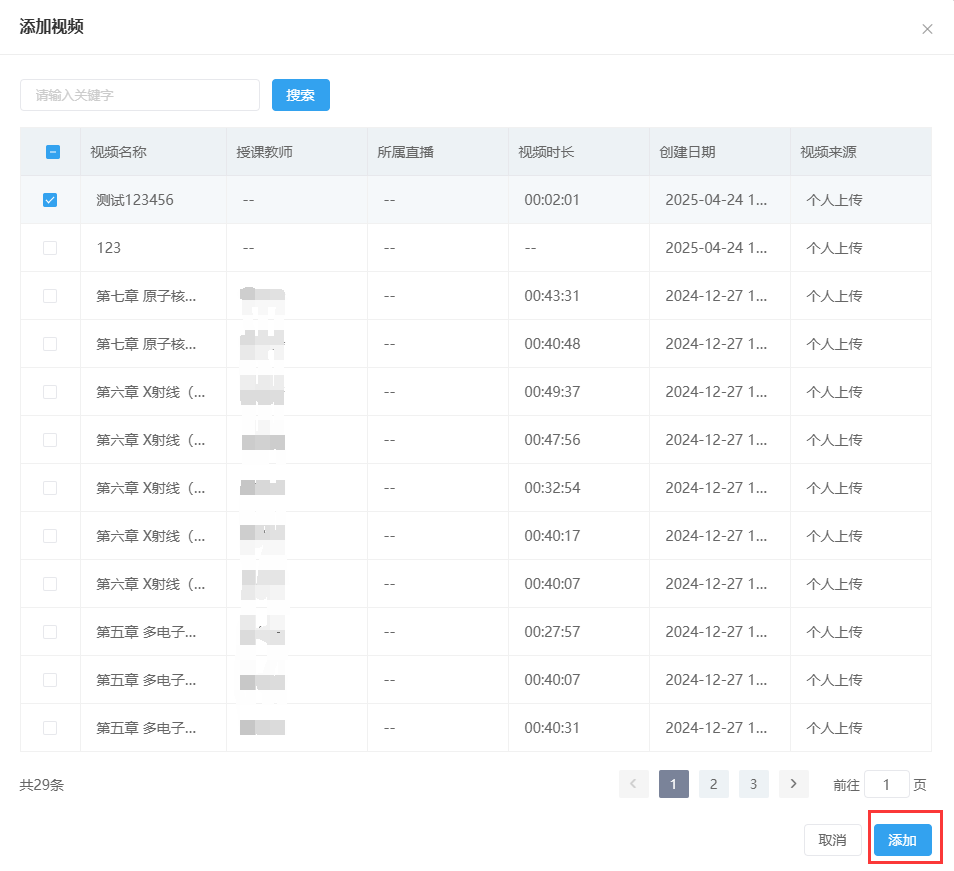 添加视频
请输入关键字 搜索
视频名称 授课教师 所属直播 视频时长 创建日期 视频来源
测试123456 -- -- 00:02:01 2025-04-24 1... 个人上传
123 -- -- -- 2025-04-24 1... 个人上传
第七章 原子核... -- 00:43:31 2024-12-27 1... 个人上传
第七章 原子核... -- 00:40:48 2024-12-27 1... 个人上传
第六章 X射线（... -- 00:49:37 2024-12-27 1... 个人上传
第六章 X射线（... -- 00:47:56 2024-12-27 1... 个人上传
第六章 X射线（... -- 00:32:54 2024-12-27 1... 个人上传
第六章 X射线（... -- 00:40:17 2024-12-27 1... 个人上传
第六章 X射线（... -- 00:40:07 2024-12-27 1... 个人上传
第五章 多电子... -- 00:27:57 2024-12-27 1... 个人上传
第五章 多电子... -- 00:40:07 2024-12-27 1... 个人上传
第五章 多电子... -- 00:40:31 2024-12-27 1... 个人上传
共29条 1 2 3 前往 1 页
取消 添加